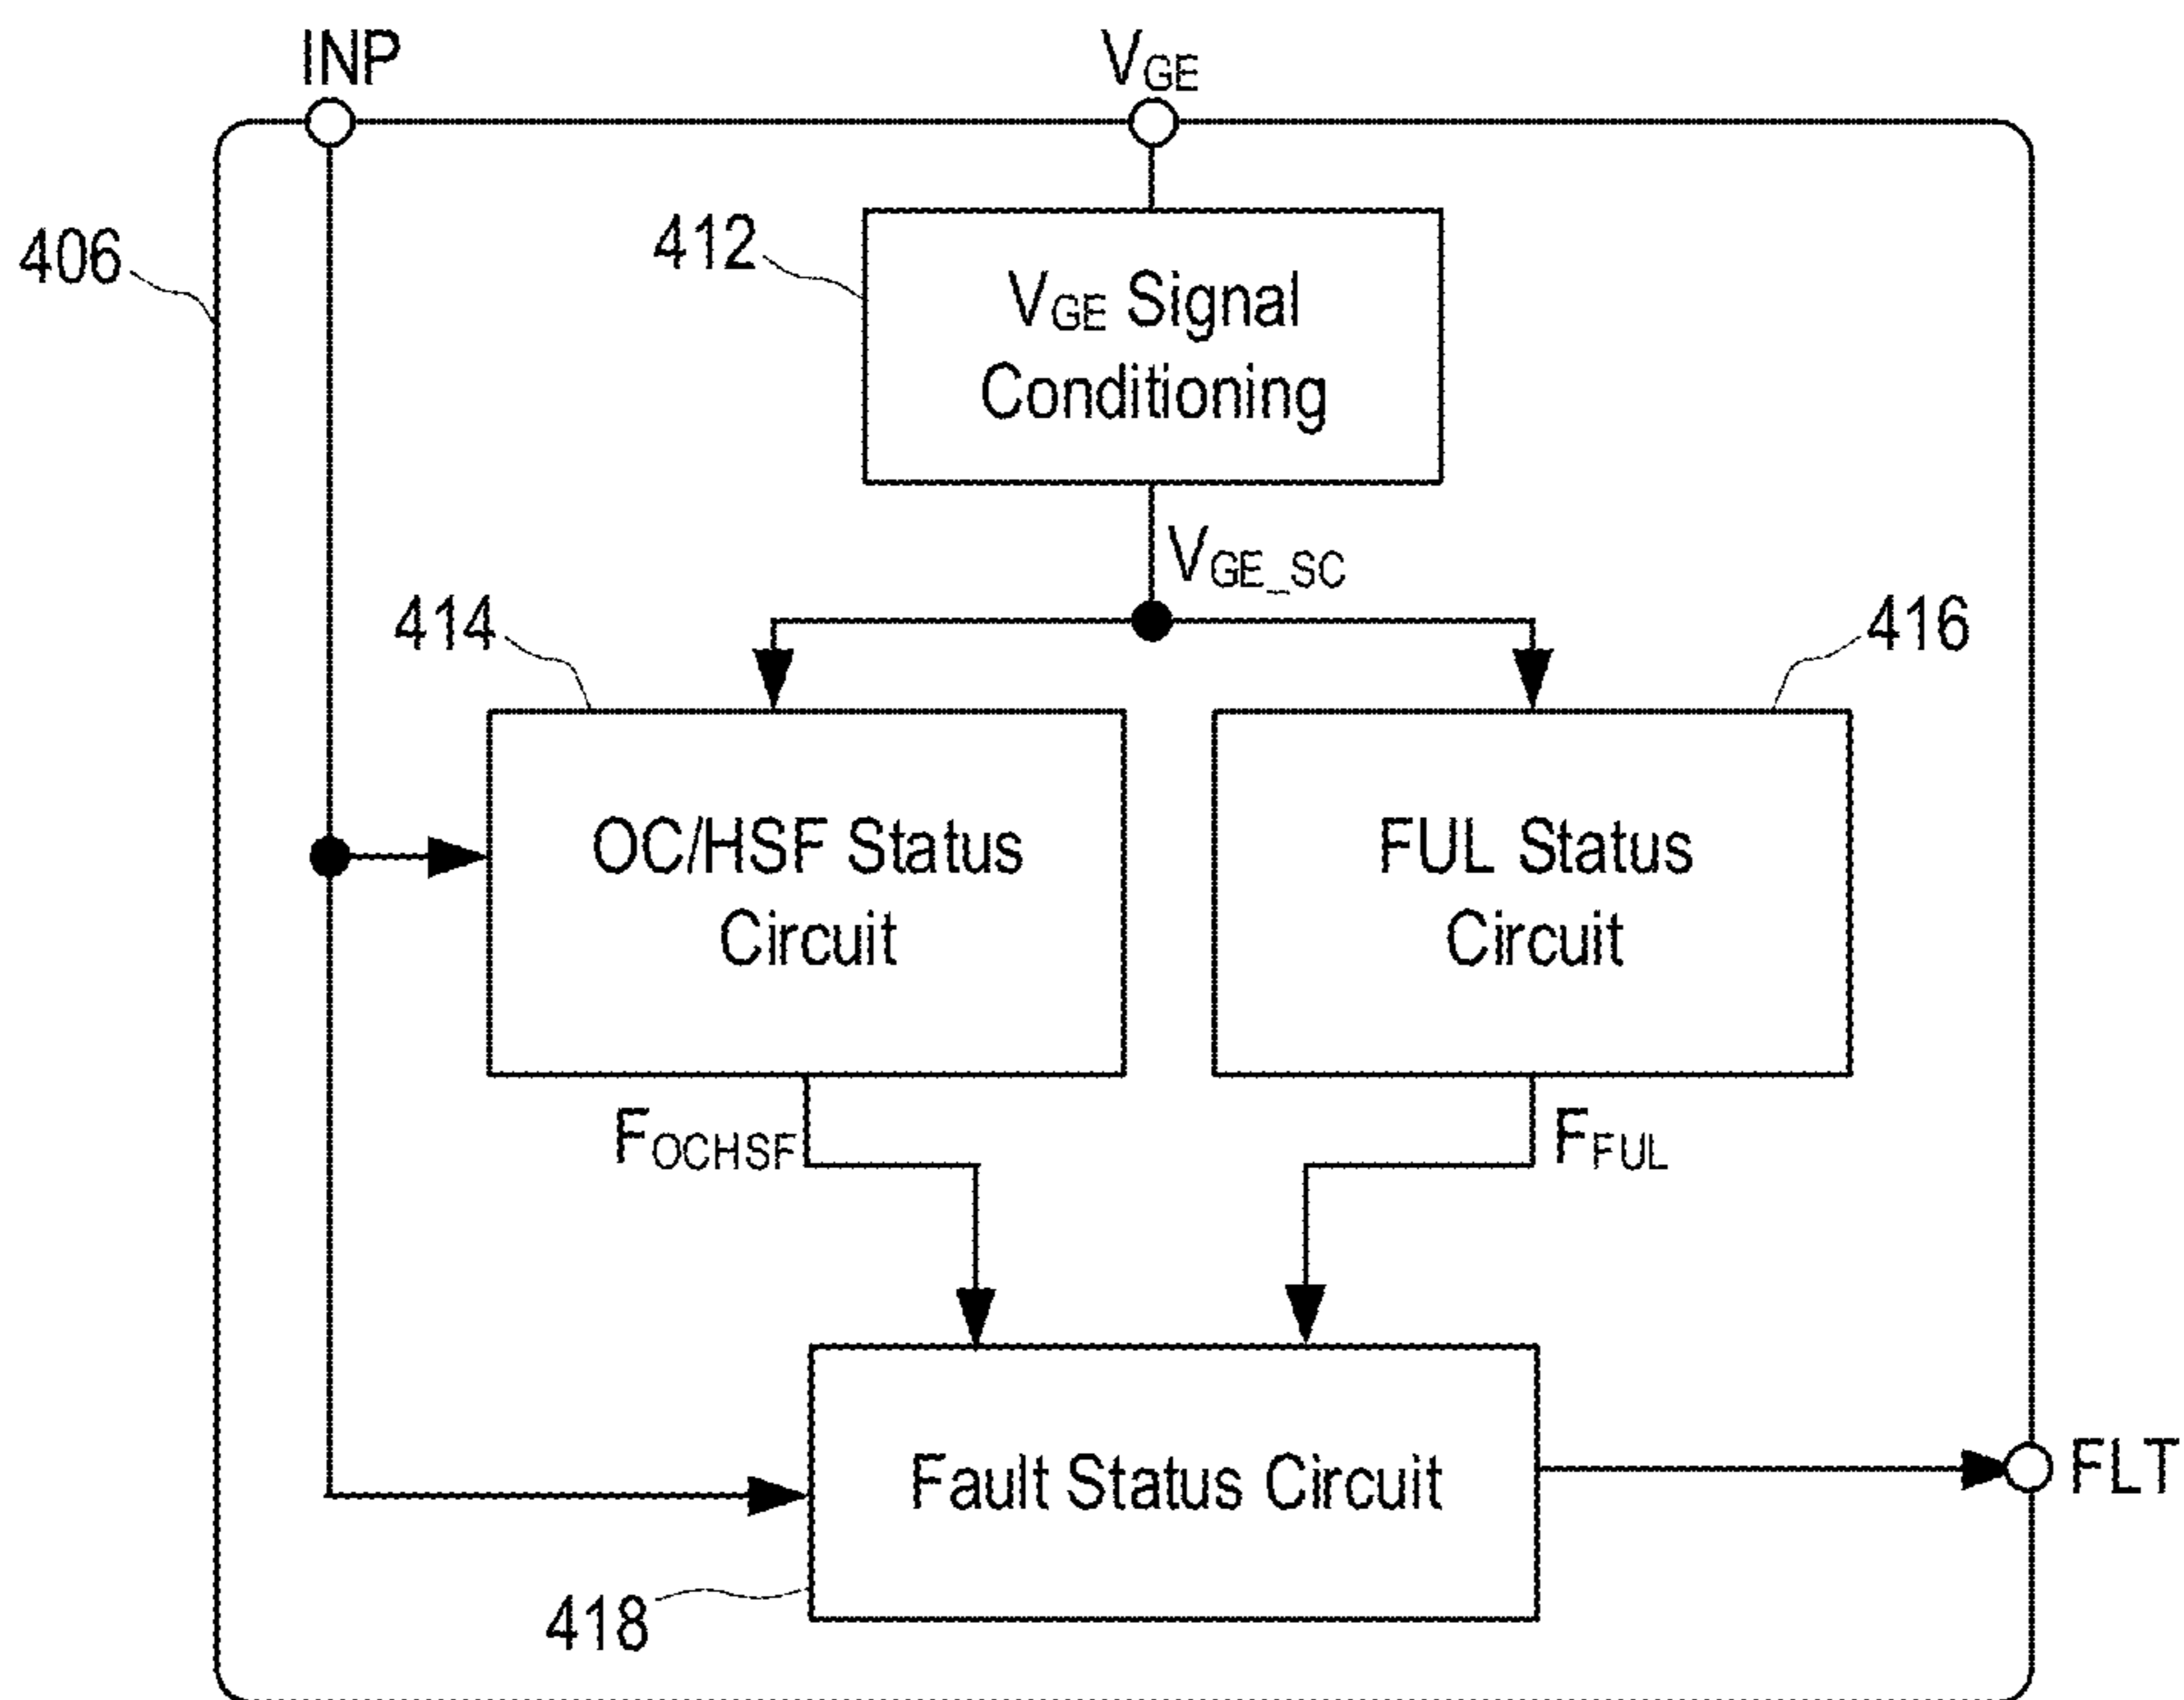 INP
VGE
406
412
VGE Signal
Conditioning
VGE_SC
414
416
OC/HSF Status
Circuit
FUL Status
Circuit
FOCHSF
FFUL
Fault Status Circuit
FLT
418